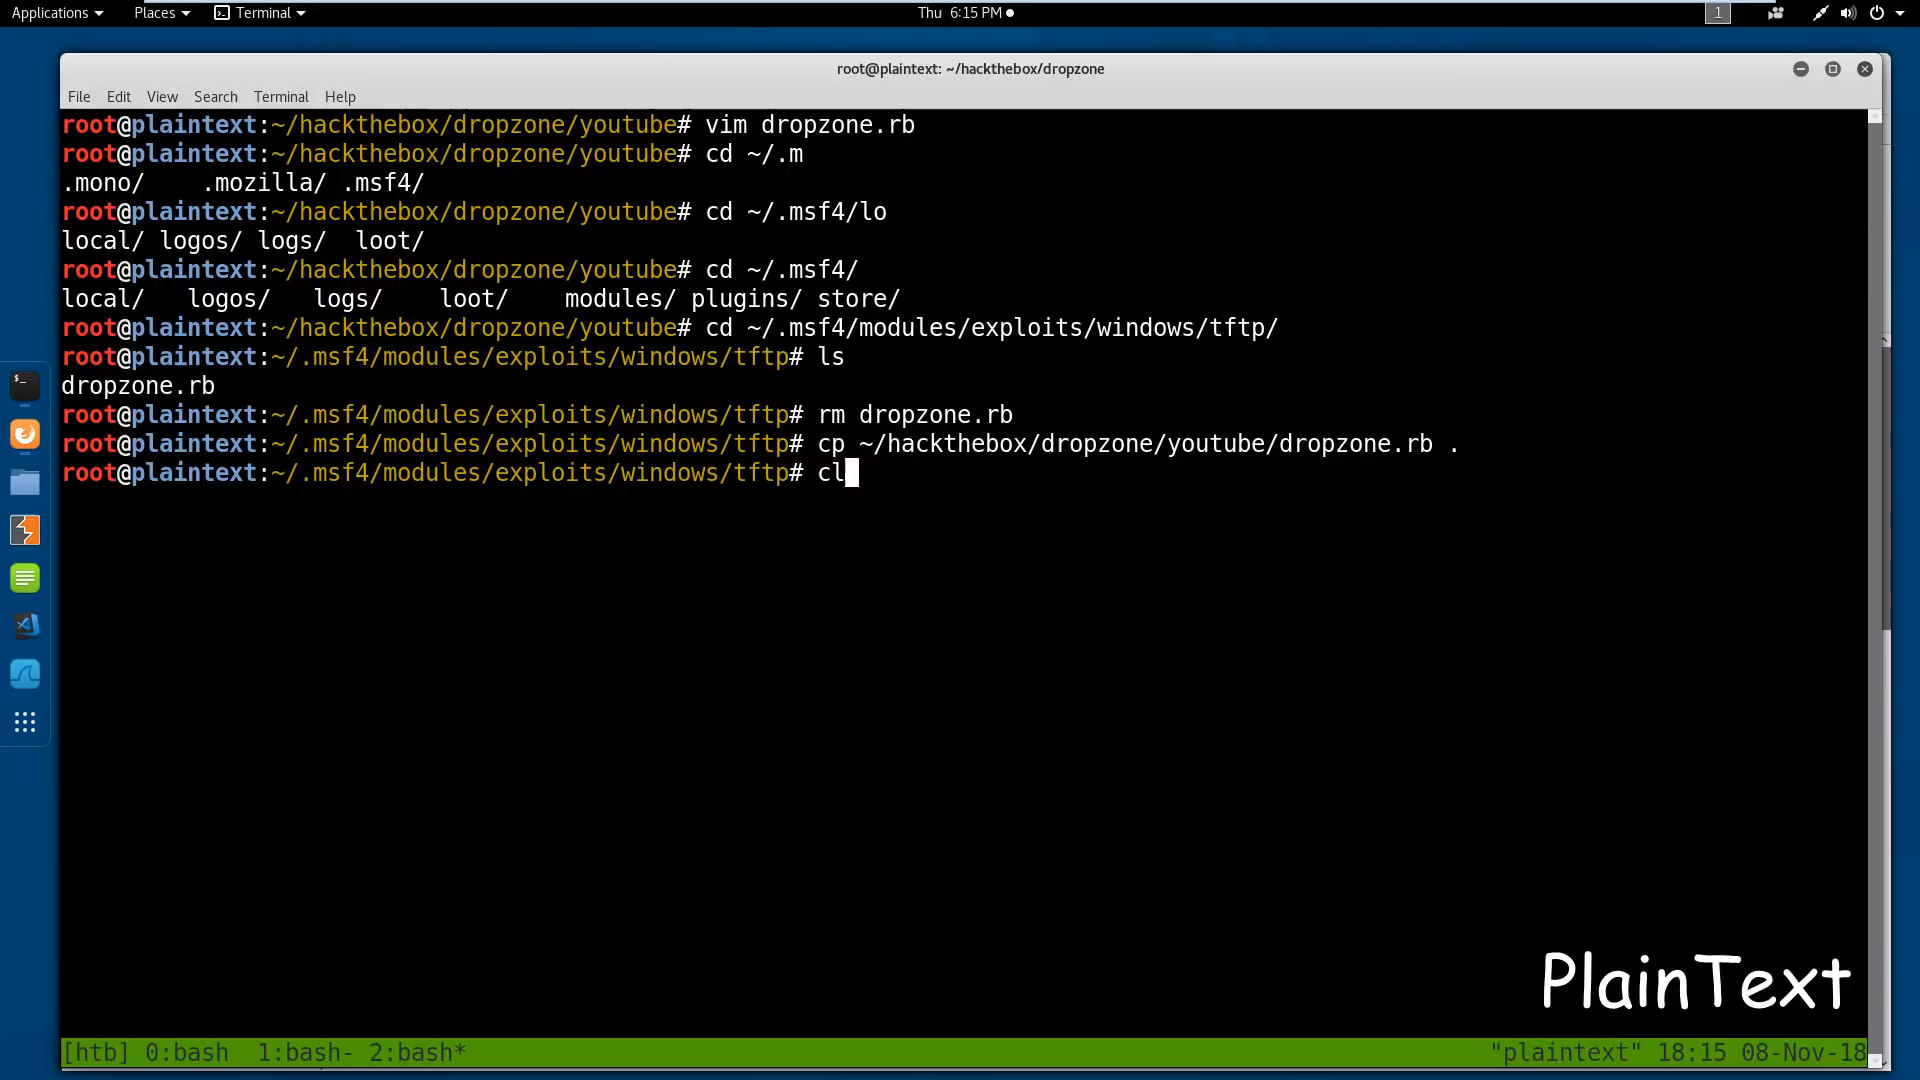 Applications Places Terminal Thu 6:15 PM 1
root@plaintext: ~/hackthebox/dropzone
File Edit View Search Terminal Help
root@plaintext:~/hackthebox/dropzone/youtube# vim dropzone.rb
root@plaintext:~/hackthebox/dropzone/youtube# cd ~/.m
.mono/    .mozilla/ .msf4/
root@plaintext:~/hackthebox/dropzone/youtube# cd ~/.msf4/lo
local/ logos/ logs/  loot/
root@plaintext:~/hackthebox/dropzone/youtube# cd ~/.msf4/
local/   logos/   logs/    loot/    modules/ plugins/ store/
root@plaintext:~/hackthebox/dropzone/youtube# cd ~/.msf4/modules/exploits/windows/tftp/
root@plaintext:~/.msf4/modules/exploits/windows/tftp# ls
dropzone.rb
root@plaintext:~/.msf4/modules/exploits/windows/tftp# rm dropzone.rb
root@plaintext:~/.msf4/modules/exploits/windows/tftp# cp ~/hackthebox/dropzone/youtube/dropzone.rb .
root@plaintext:~/.msf4/modules/exploits/windows/tftp# cl
PlainText
[htb] 0:bash  1:bash- 2:bash* "plaintext" 18:15 08-Nov-18